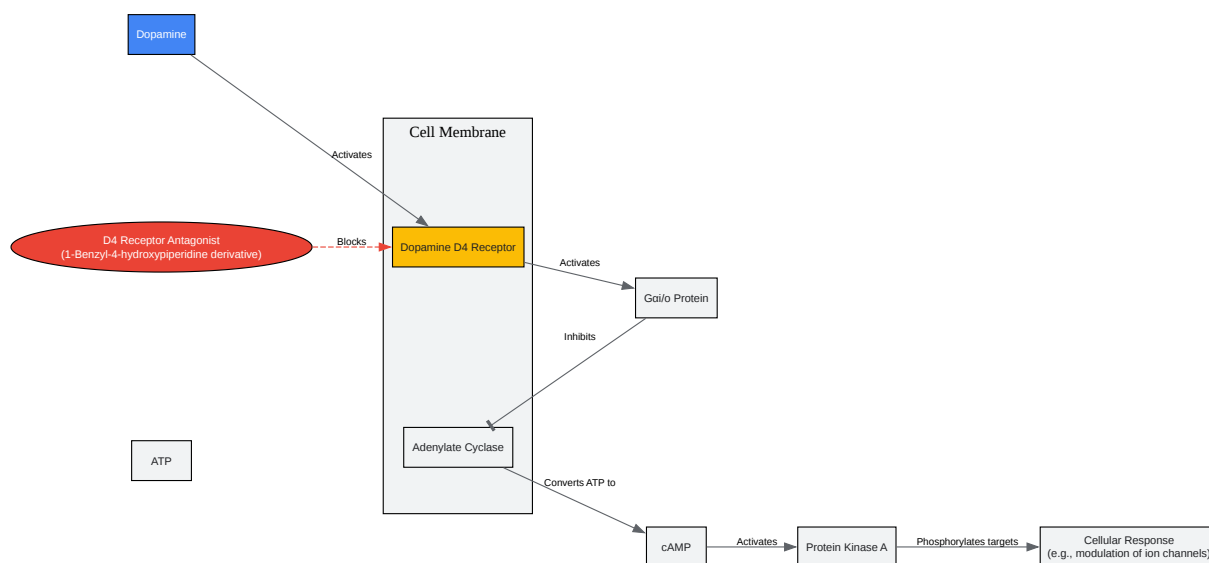 Dopamine
Cell Membrane
Activates
D4 Receptor Antagonist
(1-Benzyl-4-hydroxypiperidine derivative)
Blocks
Dopamine D4 Receptor
Activates
Gαi/o Protein
Inhibits
Adenylate Cyclase
ATP
Converts ATP to
cAMP
Activates
Protein Kinase A
Phosphorylates targets
Cellular Response
(e.g., modulation of ion channels)